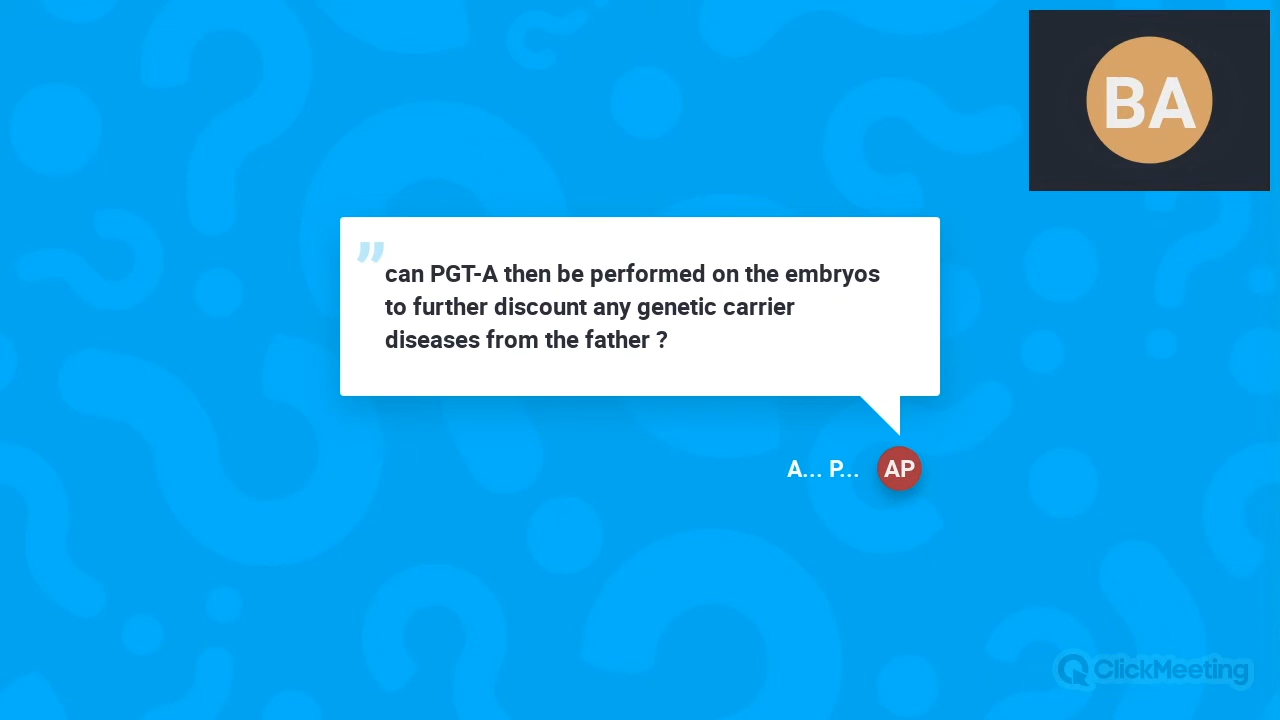 BA
can PGT-A then be performed on the embryos
to further discount any genetic carrier
diseases from the father ?
A... P... AP
ClickMeeting